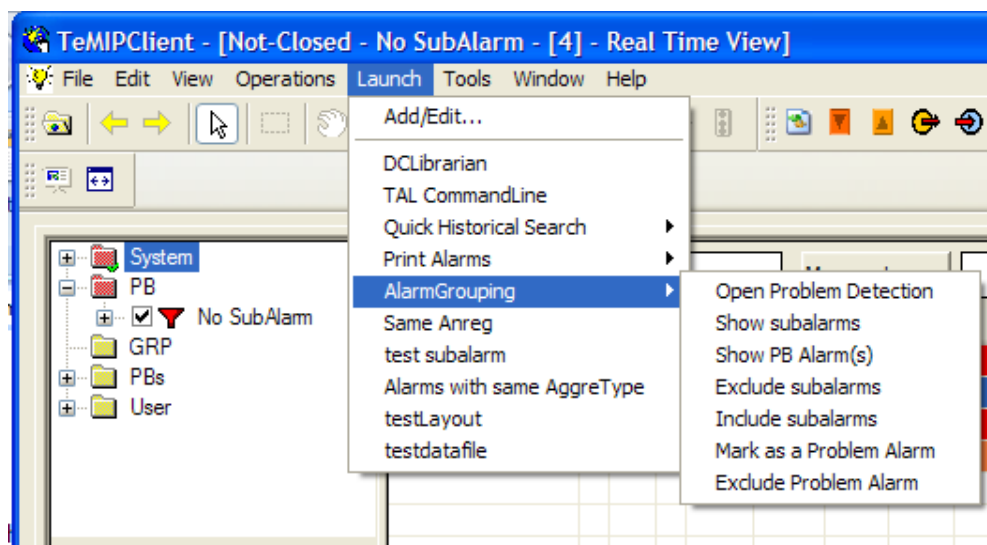 TeMIPClient - [Not-Closed - No SubAlarm - [4] - Real Time View]
File Edit View Operations Launch Tools Window Help
Add/Edit...
DCLibrarian
TAL CommandLine
Quick Historical Search
Print Alarms
AlarmGrouping
Same Anreg
test subalarm
Alarms with same AggreType
testLayout
testdatafile
Open Problem Detection
Show subalarms
Show PB Alarm(s)
Exclude subalarms
Include subalarms
Mark as a Problem Alarm
Exclude Problem Alarm
System
PB
No SubAlarm
GRP
PBs
User